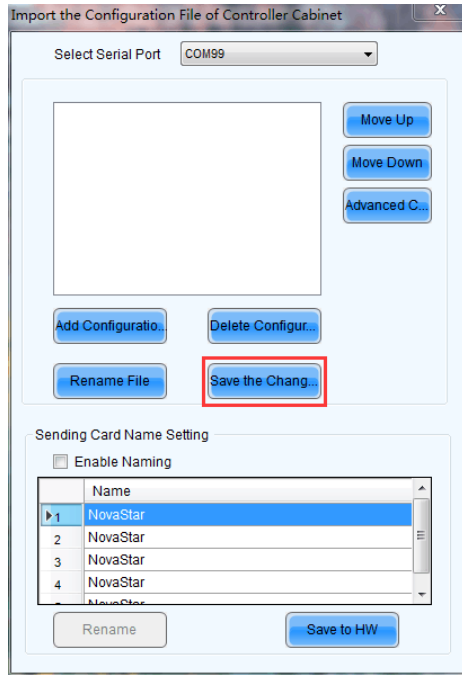 Import the Configuration File of Controller Cabinet
X
Select Serial Port
COM99
Move Up
Move Down
Advanced C...
Add Configuratio...
Delete Configur...
Rename File
Save the Chang...
Sending Card Name Setting
Enable Naming
Name
1 NovaStar
2 NovaStar
3 NovaStar
4 NovaStar
NovaStar
Rename
Save to HW